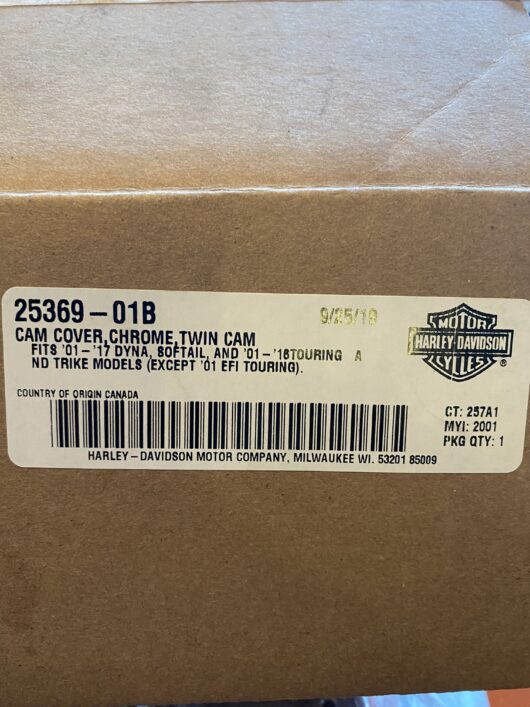 25369-01B
9/25/19
CAM COVER,CHROME,TWIN CAM
FITS '01-'17 DYNA, SOFTAIL, AND '01-'16TOURING A
ND TRIKE MODELS (EXCEPT '01 EFI TOURING).
MOTOR
HARLEY-DAVIDSON
CYCLES
®
COUNTRY OF ORIGIN CANADA
CT: 257A1
MYI: 2001
PKG QTY: 1
HARLEY-DAVIDSON MOTOR COMPANY, MILWAUKEE WI. 53201 85009